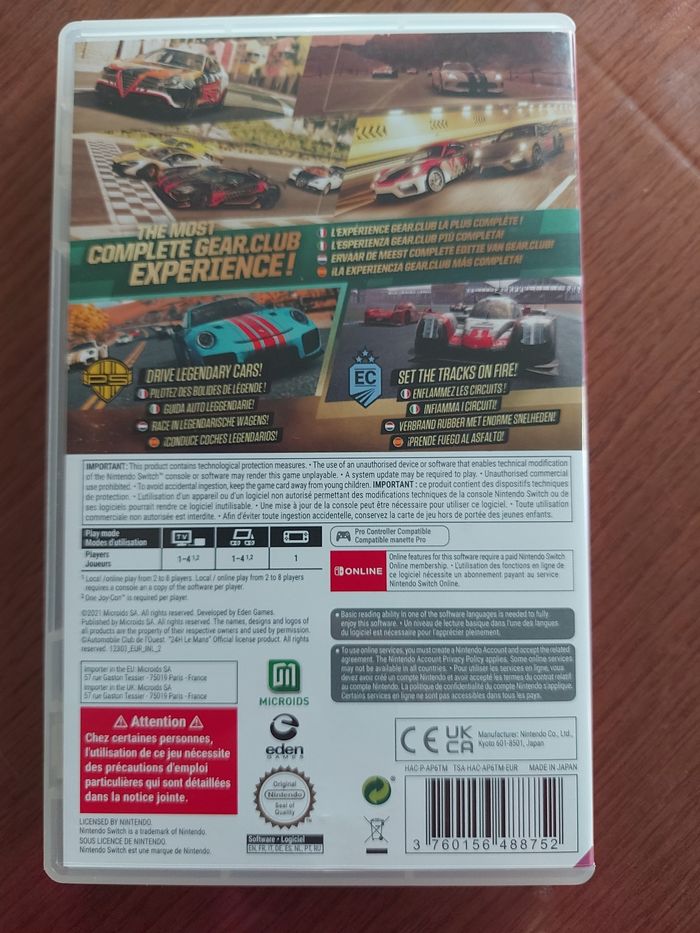 THE MOST
COMPLETE GEAR.CLUB
EXPERIENCE!
L'EXPÉRIENCE GEAR.CLUB LA PLUS COMPLÈTE !
L'ESPERIENZA GEAR.CLUB PIÙ COMPLETA!
ERVAAR DE MEEST COMPLETE EDITIE VAN GEAR.CLUB!
¡LA EXPERIENCIA GEAR.CLUB MÁS COMPLETA!
DRIVE LEGENDARY CARS!
PILOTEZ DES BOLIDES DE LÉGENDE !
GUIDA AUTO LEGGENDARIE!
RACE IN LEGENDARISCHE WAGENS!
¡CONDUCE COCHES LEGENDARIOS!
EC
SET THE TRACKS ON FIRE!
ENFLAMMEZ LES CIRCUITS !
INFIAMMA I CIRCUITI!
VERBRAND RUBBER MET ENORME SNELHEDEN!
¡PRENDE FUEGO AL ASFALTO!
IMPORTANT: This product contains technological protection measures. • The use of an unauthorised device or software that enables technical modification
of the Nintendo Switch™ console or software may render this game unplayable. • A system update may be required to play. • Unauthorised commercial
use prohibited. • To avoid accidental ingestion, keep the game card away from young children. IMPORTANT : ce produit contient des dispositifs techniques
de protection. • L'utilisation d'un appareil ou d'un logiciel non autorisé permettant des modifications techniques de la console Nintendo Switch ou de
ses logiciels pourrait rendre ce logiciel inutilisable. • Une mise à jour de la console peut être nécessaire pour utiliser ce logiciel. • Toute utilisation
commerciale non autorisée est interdite. • Afin d'éviter toute ingestion accidentelle, conservez la carte de jeu hors de portée des jeunes enfants.
Play mode
Modes d'utilisation
TV
Players
Joueurs
1-4 1,2
1-4 1,2
1
Pro Controller Compatible
Compatible manette Pro
¹ Local /online play from 2 to 8 players. Local / online play from 2 to 8 players
requires a console an a copy of the software per player.
² One Joy-Con™ is required per player.
ONLINE
Online features for this software require a paid Nintendo Switch
Online membership. • L'utilisation des fonctions en ligne de
ce logiciel nécessite un abonnement payant au service
Nintendo Switch Online.
©2021 Microids SA. All rights reserved. Developed by Eden Games.
Published by Microids SA. All rights reserved. The names, designs and logos of
all products are the property of their respective owners and used by permission.
©Automobile Club de l'Ouest. "24H Le Mans" Official license product. All rights
reserved. 12303_EUR_INL_2
• Basic reading ability in one of the software languages is needed to fully
enjoy this software. • Un niveau de lecture basique dans l'une des langues
du logiciel est nécessaire pour l'apprécier pleinement.
• To use online services, you must create a Nintendo Account and accept the related
agreement. The Nintendo Account Privacy Policy applies. Some online services
may not be available in all countries. • Pour utiliser les services en ligne, vous
devez avoir créé un compte Nintendo et avoir accepté les termes du contrat relatif
au compte Nintendo. La politique de confidentialité du compte Nintendo s'applique.
Certains services en ligne ne sont pas accessibles dans tous les pays.
Importer in the EU: Microids SA
57 rue Gaston Tessier - 75019 Paris - France
Importer in the UK: Microids SA
57 rue Gaston Tessier - 75019 Paris - France
MICROIDS
eden
GAMES
Attention
Chez certaines personnes,
l'utilisation de ce jeu nécessite
des précautions d'emploi
particulières qui sont détaillées
dans la notice jointe.
CE UK CA
Manufacturer: Nintendo Co., Ltd.,
Kyoto 601-8501, Japan
HAC-P-AP6TM TSA-HAC-AP6TM-EUR MADE IN JAPAN
Original
Nintendo
Seal of
Quality
LICENSED BY NINTENDO.
Nintendo Switch is a trademark of Nintendo.
SOUS LICENCE DE NINTENDO.
Nintendo Switch est une marque de Nintendo.
Software • Logiciel
EN, FR, IT, DE, ES, NL, PT, RU
3 760156 488752